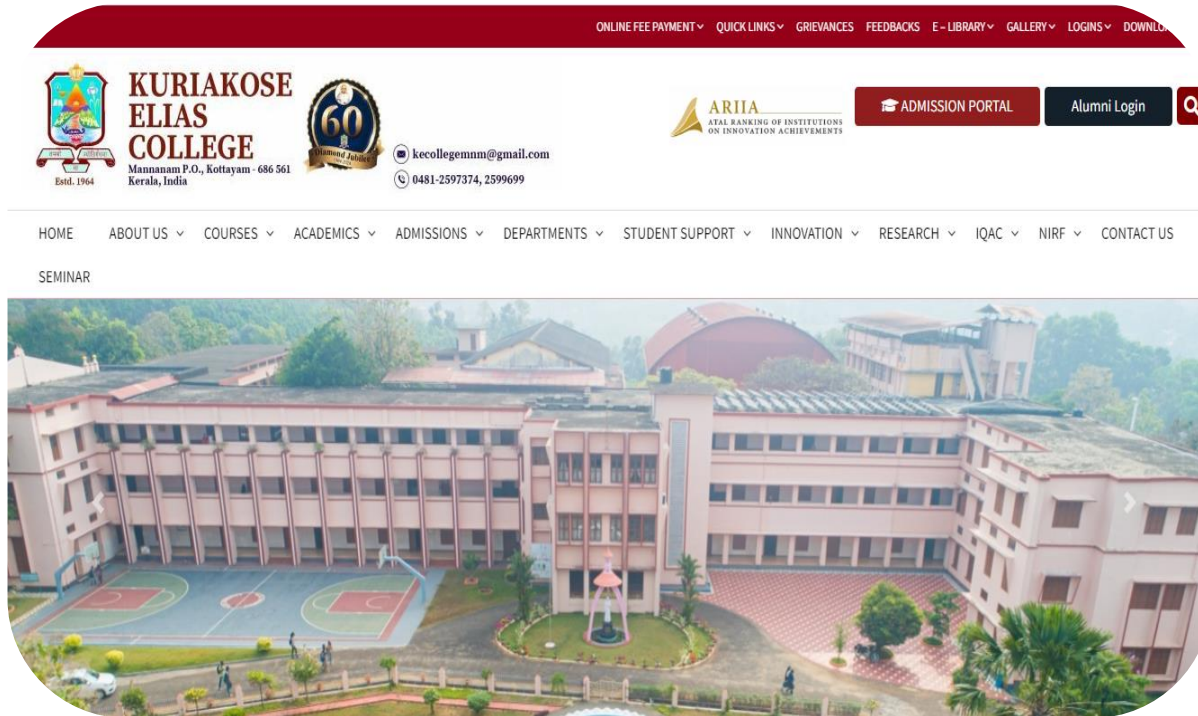 ONLINE FEE PAYMENT QUICK LINKS GRIEVANCES FEEDBACKS E – LIBRARY GALLERY LOGINS
KURIAKOSE
ELIAS
COLLEGE
Mannanam P.O., Kottayam - 686 561
Kerala, India
Estd. 1964
60
Diamond Jubilee
kecollegemnm@gmail.com
0481-2597374, 2599699
ARIIA
ATAL RANKING OF INSTITUTIONS
ON INNOVATION ACHIEVEMENTS
ADMISSION PORTAL
Alumni Login
HOME ABOUT US COURSES ACADEMICS ADMISSIONS DEPARTMENTS STUDENT SUPPORT INNOVATION RESEARCH IQAC NIRF CONTACT US
SEMINAR